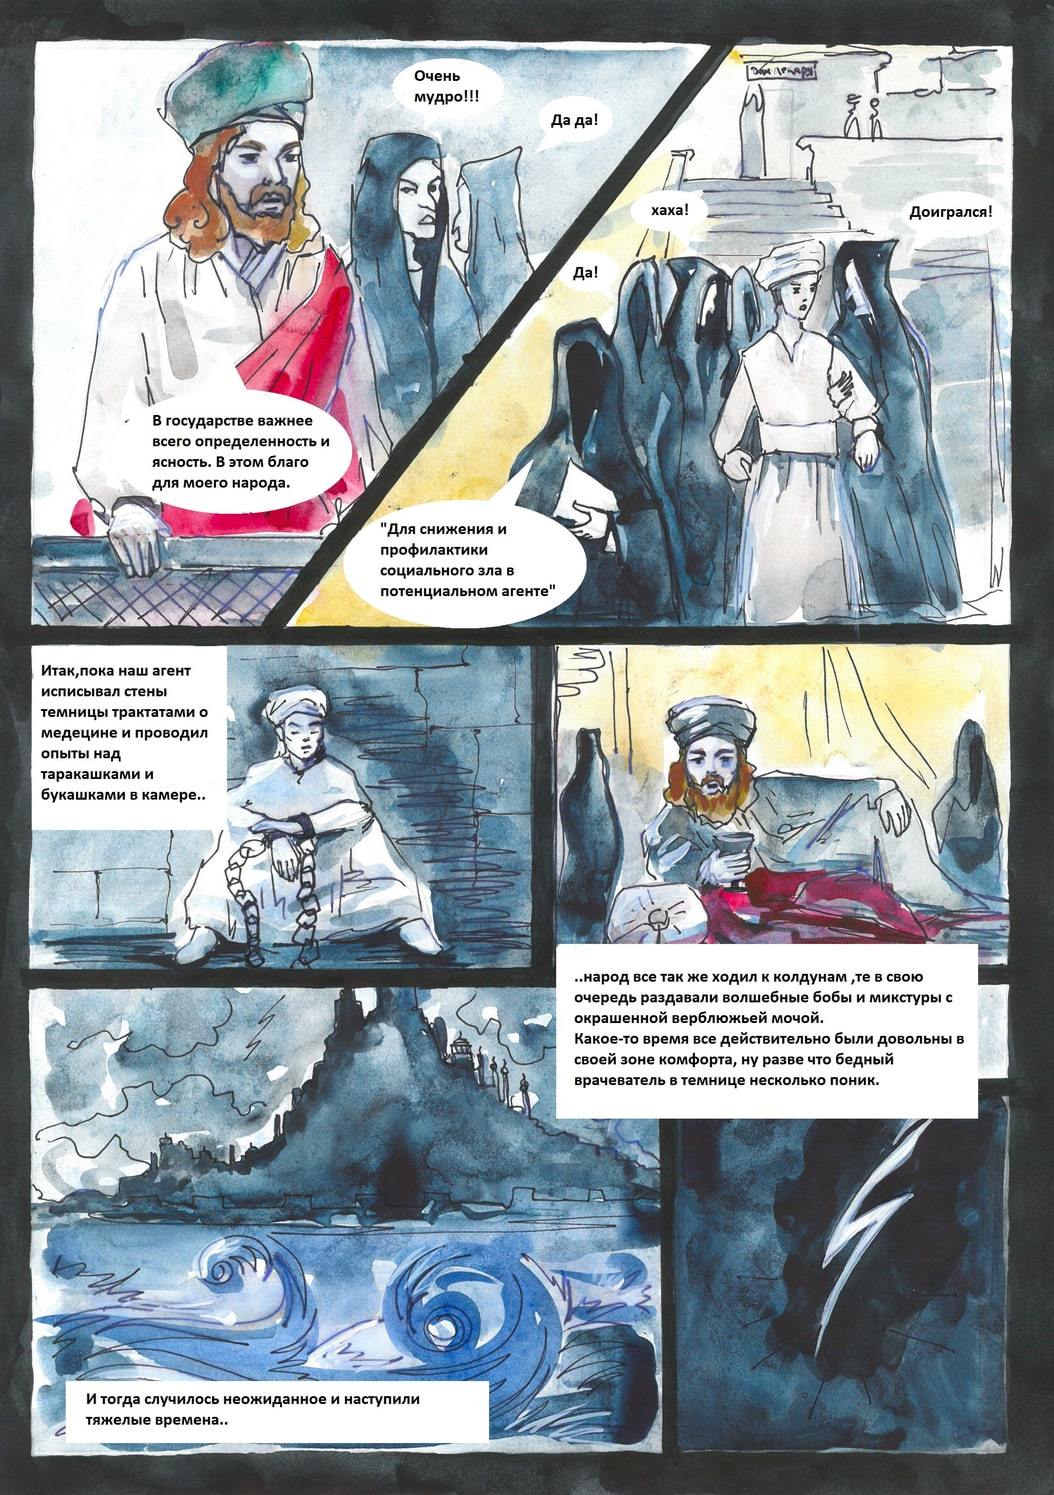 Очень
мудро!!!
Да да!
В государстве важнее
всего определенность и
ясность. В этом благо
для моего народа.
хаха!
Доигрался!
Да!
"Для снижения и
профилактики
социального зла в
потенциальном агенте"
Итак,пока наш агент
исписывал стены
темницы трактатами о
медецине и проводил
опыты над
таракашками и
букашками в камере..
..народ все так же ходил к колдунам ,те в свою
очередь раздавали волшебные бобы и микстуры с
окрашенной верблюжьей мочой.
Какое-то время все действительно были довольны в
своей зоне комфорта, ну разве что бедный
врачеватель в темнице несколько поник.
И тогда случилось неожиданное и наступили
тяжелые времена..